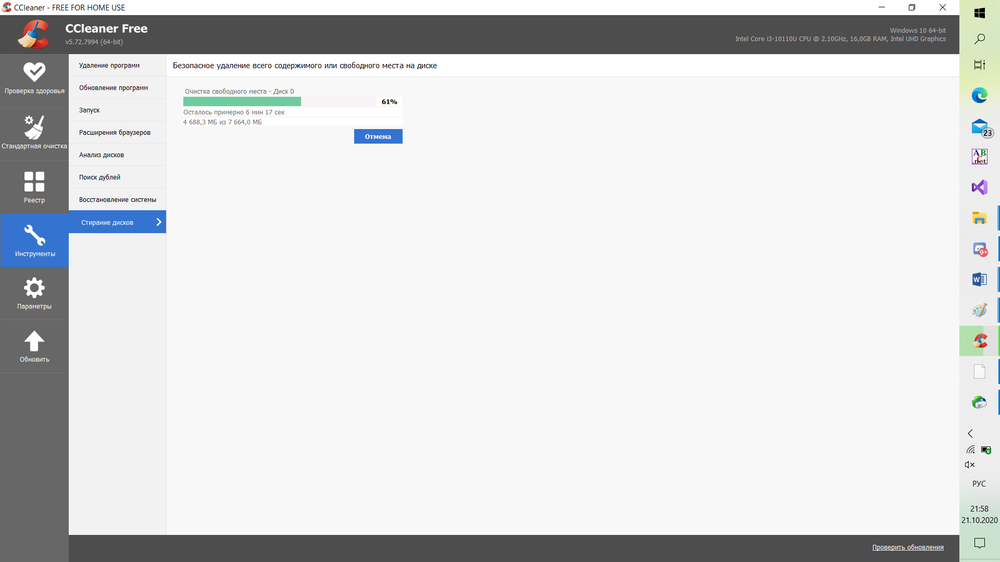 CCleaner - FREE FOR HOME USE
CCleaner Free
v5.72.7994 (64-bit)
Windows 10 64-bit
Intel Core i3-10110U CPU @ 2.10GHz, 16,0GB RAM, Intel UHD Graphics
Проверка здоровья
Стандартная очистка
Реестр
Инструменты
Параметры
Обновить
Удаление программ
Обновление программ
Запуск
Расширения браузеров
Анализ дисков
Поиск дублей
Восстановление системы
Стирание дисков
Безопасное удаление всего содержимого или свободного места на диске
Очистка свободного места - Диск D
61%
Осталось примерно 6 мин 17 сек
4 688,3 МБ из 7 664,0 МБ
Отмена
Проверить обновления
23
ABC
.net
9+
W
РУС
21:58
21.10.2020